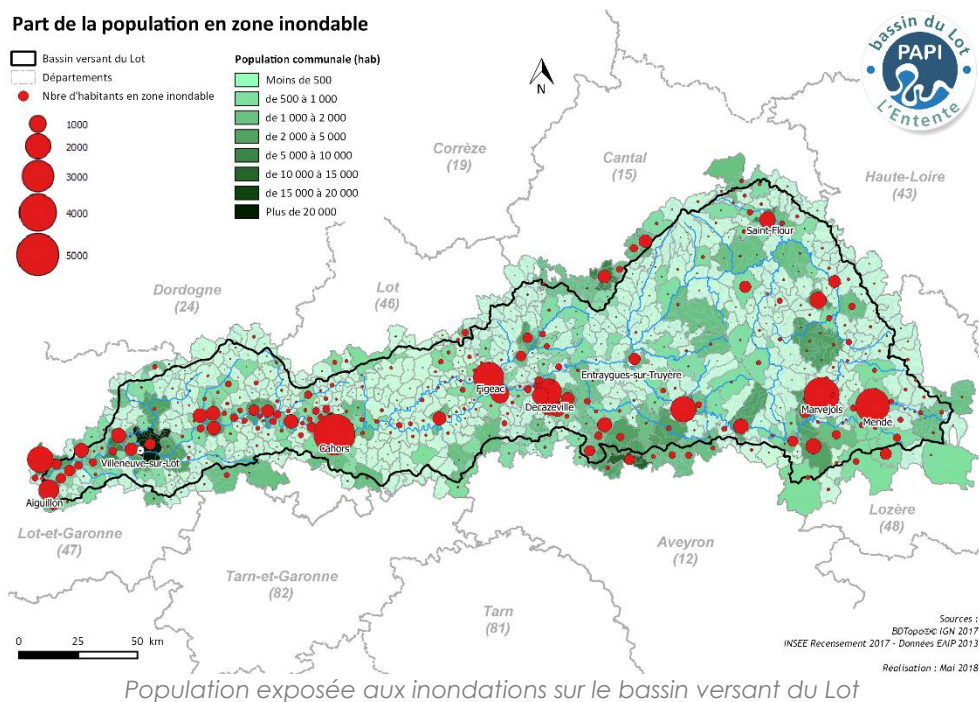 Part de la population en zone inondable
Bassin versant du Lot
Départements
Nbre d'habitants en zone inondable
1000
2000
3000
4000
5000
Population communale (hab)
Moins de 500
de 500 à 1 000
de 1 000 à 2 000
de 2 000 à 5 000
de 5 000 à 10 000
de 10 000 à 15 000
de 15 000 à 20 000
Plus de 20 000
N
bassin du Lot
PAPI
L'Entente
Corrèze
(19)
Cantal
(15)
Haute-Loire
(43)
Dordogne
(24)
Lot
(46)
Saint-Flour
Entraygues-sur-Truyère
Figeac
Decazeville
Marvejols
Mende
Cahors
Villeneuve-sur-Lot
Aiguillon
Lot-et-Garonne
(47)
Tarn-et-Garonne
(82)
Tarn
(81)
Aveyron
(12)
Lozère
(48)
0 25 50 km
Sources :
BDTopo©® IGN 2017
INSEE Recensement 2017 - Données EAIP 2013
Réalisation : Mai 2018
Population exposée aux inondations sur le bassin versant du Lot